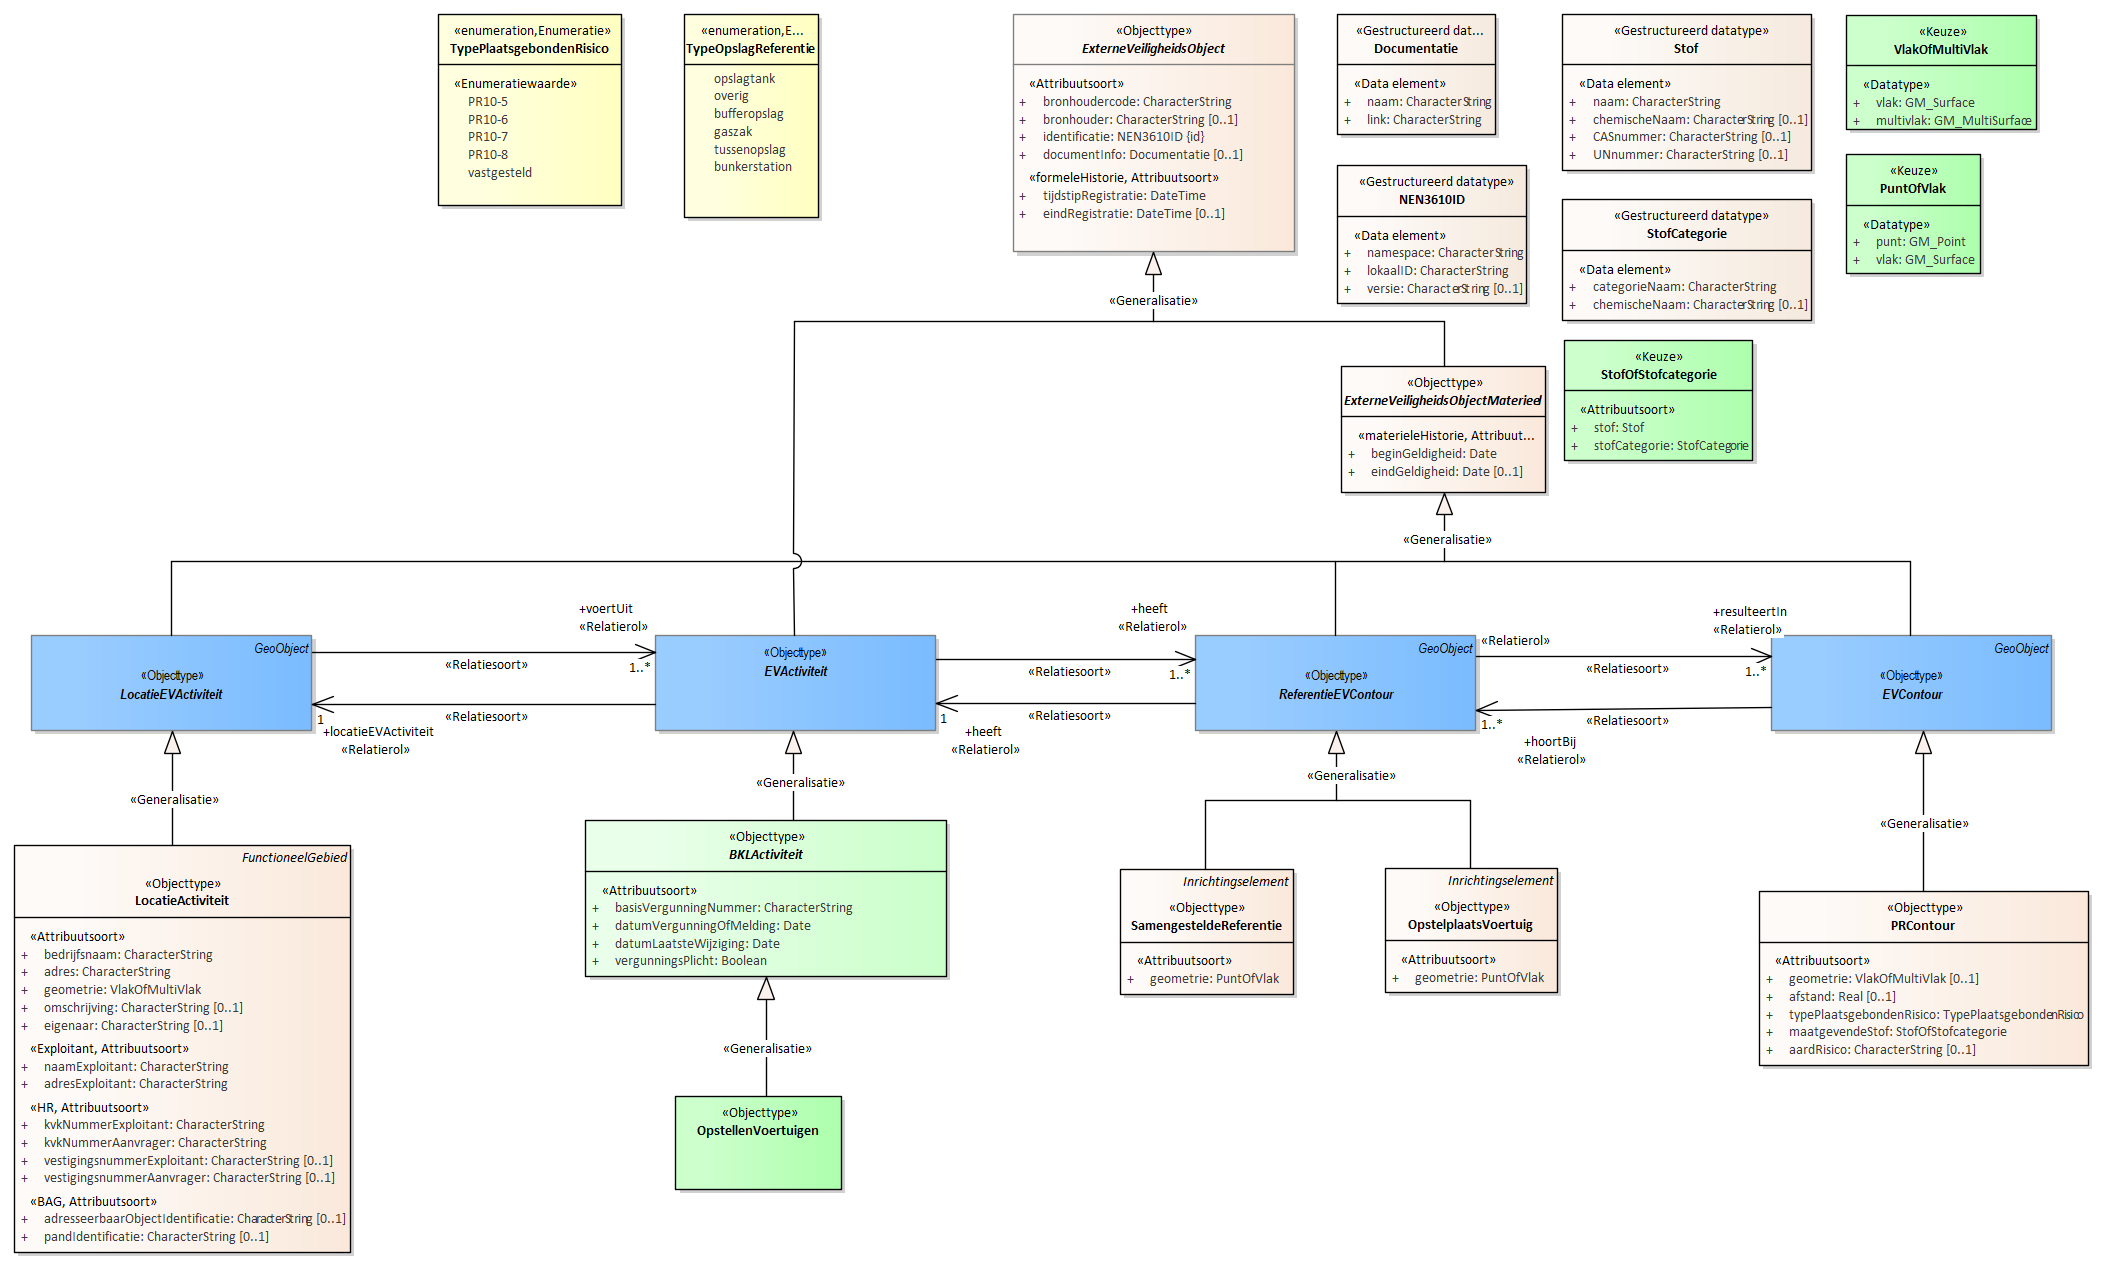 «enumeration,Enumeratie»
TypePlaatsgebondenRisico
«Enumeratiewaarde»
PR10-5
PR10-6
PR10-7
PR10-8
vastgesteld
«enumeration,E...
TypeOpslagReferentie
opslagtank
overig
bufferopslag
gaszak
tussenopslag
bunkerstation
«Objecttype»
ExterneVeiligheidsObject
«Attribuutsoort»
+ bronhoudercode: CharacterString
+ bronhouder: CharacterString [0..1]
+ identificatie: NEN3610ID {id}
+ documentInfo: Documentatie [0..1]
«formeleHistorie, Attribuutsoort»
+ tijdstipRegistratie: DateTime
+ eindRegistratie: DateTime [0..1]
«Gestructureerd dat...
Documentatie
«Data element»
+ naam: CharacterString
+ link: CharacterString
«Gestructureerd datatype»
NEN3610ID
«Data element»
+ namespace: CharacterString
+ lokaalID: CharacterString
+ versie: CharacterString [0..1]
«Gestructureerd datatype»
Stof
«Data element»
+ naam: CharacterString
+ chemischeNaam: CharacterString [0..1]
+ CASnummer: CharacterString [0..1]
+ UNnummer: CharacterString [0..1]
«Gestructureerd datatype»
StofCategorie
«Data element»
+ categorieNaam: CharacterString
+ chemischeNaam: CharacterString [0..1]
«Keuze»
StofOfStofcategorie
«Attribuutsoort»
+ stof: Stof
+ stofCategorie: StofCategorie
«Keuze»
VlakOfMultiVlak
«Datatype»
+ vlak: GM_Surface
+ multivlak: GM_MultiSurface
«Keuze»
PuntOfVlak
«Datatype»
+ punt: GM_Point
+ vlak: GM_Surface
«Generalisatie»
«Objecttype»
ExterneVeiligheidsObjectMaterieel
«materieleHistorie, Attribuut...
+ beginGeldigheid: Date
+ eindGeldigheid: Date [0..1]
«Generalisatie»
GeoObject
«Objecttype»
LocatieEVActiviteit
+voertUit
«Relatierol»
«Relatiesoort»
1..*
«Relatiesoort»
1
+locatieEVActiviteit
«Relatierol»
«Objecttype»
EVActiviteit
+heeft
«Relatierol»
«Relatiesoort»
1..*
«Relatiesoort»
1
+heeft
«Relatierol»
GeoObject
«Objecttype»
ReferentieEVContour
«Relatierol»
+resulteertIn
«Relatierol»
«Relatiesoort»
1..*
«Relatiesoort»
1..*
+hoortBij
«Relatierol»
GeoObject
«Objecttype»
EVContour
«Generalisatie»
«Generalisatie»
«Generalisatie»
«Generalisatie»
FunctioneelGebied
«Objecttype»
LocatieActiviteit
«Attribuutsoort»
+ bedrijfsnaam: CharacterString
+ adres: CharacterString
+ geometrie: VlakOfMultiVlak
+ omschrijving: CharacterString [0..1]
+ eigenaar: CharacterString [0..1]
«Exploitant, Attribuutsoort»
+ naamExploitant: CharacterString
+ adresExploitant: CharacterString
«HR, Attribuutsoort»
+ kvkNummerExploitant: CharacterString
+ kvkNummerAanvrager: CharacterString
+ vestigingsnummerExploitant: CharacterString [0..1]
+ vestigingsnummerAanvrager: CharacterString [0..1]
«BAG, Attribuutsoort»
+ adresseerbaarObjectIdentificatie: CharacterString [0..1]
+ pandIdentificatie: CharacterString [0..1]
«Objecttype»
BKLActiviteit
«Attribuutsoort»
+ basisVergunningNummer: CharacterString
+ datumVergunningOfMelding: Date
+ datumLaatsteWijziging: Date
+ vergunningsPlicht: Boolean
«Generalisatie»
«Objecttype»
OpstellenVoertuigen
Inrichtingselement
«Objecttype»
SamengesteldeReferentie
«Attribuutsoort»
+ geometrie: PuntOfVlak
Inrichtingselement
«Objecttype»
OpstelplaatsVoertuig
«Attribuutsoort»
+ geometrie: PuntOfVlak
«Objecttype»
PRContour
«Attribuutsoort»
+ geometrie: VlakOfMultiVlak [0..1]
+ afstand: Real [0..1]
+ typePlaatsgebondenRisico: TypePlaatsgebondenRisico
+ maatgevendeStof: StofOfStofcategorie
+ aardRisico: CharacterString [0..1]